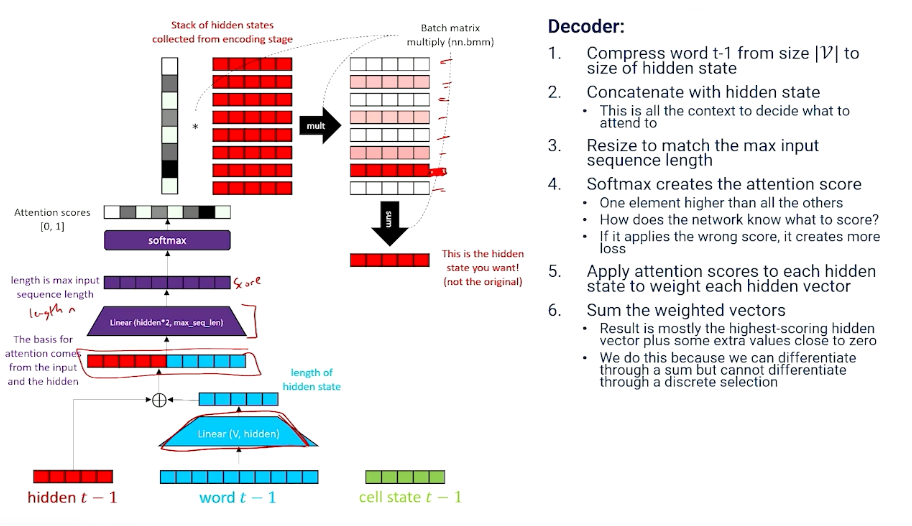 Stack of hidden states
collected from encoding stage
Batch matrix
multiply (nn.bmm)
*
mult
sum
Attention scores
[0, 1]
softmax
This is the hidden
state you want!
(not the original)
length is max input
sequence length
score
length n
Linear (hidden*2, max_seq_len)
The basis for
attention comes
from the input
and the hidden
length of
hidden state
Linear (V, hidden)
hidden t − 1
word t − 1
cell state t − 1
Decoder:
1. Compress word t-1 from size |𝒱| to
size of hidden state
2. Concatenate with hidden state
• This is all the context to decide what to
attend to
3. Resize to match the max input
sequence length
4. Softmax creates the attention score
• One element higher than all the others
• How does the network know what to score?
• If it applies the wrong score, it creates more
loss
5. Apply attention scores to each hidden
state to weight each hidden vector
6. Sum the weighted vectors
• Result is mostly the highest-scoring hidden
vector plus some extra values close to zero
• We do this because we can differentiate
through a sum but cannot differentiate
through a discrete selection